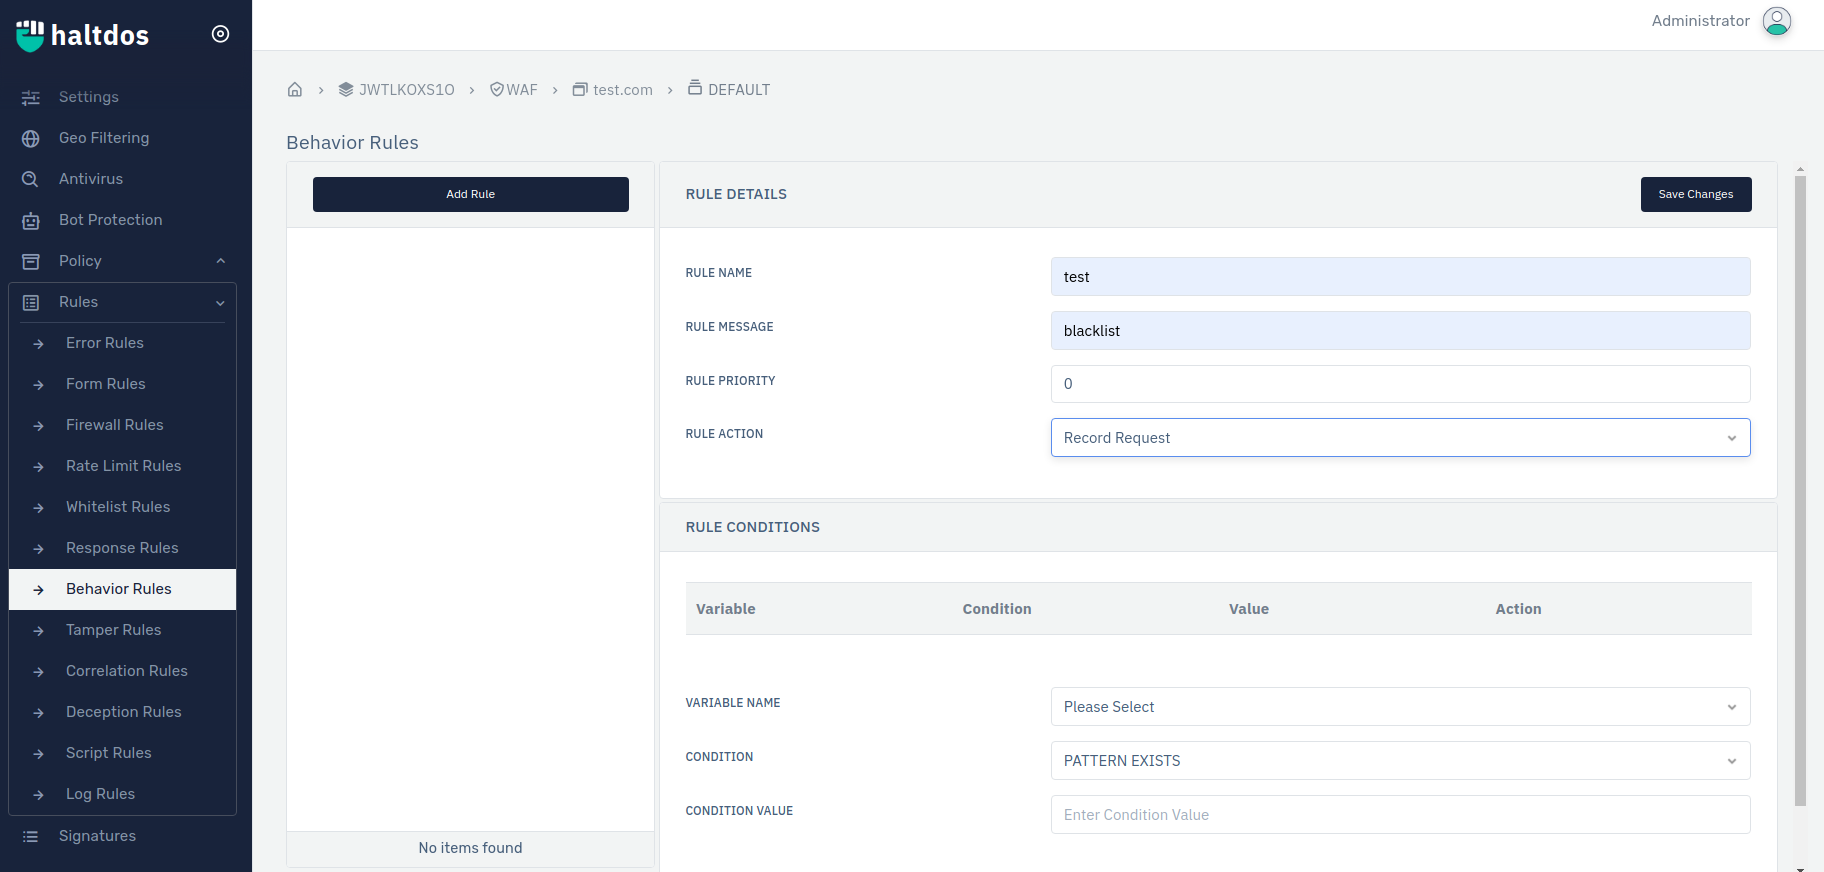 haltdos
Administrator
Settings
Geo Filtering
Antivirus
Bot Protection
Policy
Rules
Error Rules
Form Rules
Firewall Rules
Rate Limit Rules
Whitelist Rules
Response Rules
Behavior Rules
Tamper Rules
Correlation Rules
Deception Rules
Script Rules
Log Rules
Signatures
JWTLKOXS1O > WAF > test.com > DEFAULT
Behavior Rules
Add Rule
No items found
RULE DETAILS
Save Changes
RULE NAME test
RULE MESSAGE blacklist
RULE PRIORITY 0
RULE ACTION Record Request
RULE CONDITIONS
Variable Condition Value Action
VARIABLE NAME Please Select
CONDITION PATTERN EXISTS
CONDITION VALUE Enter Condition Value